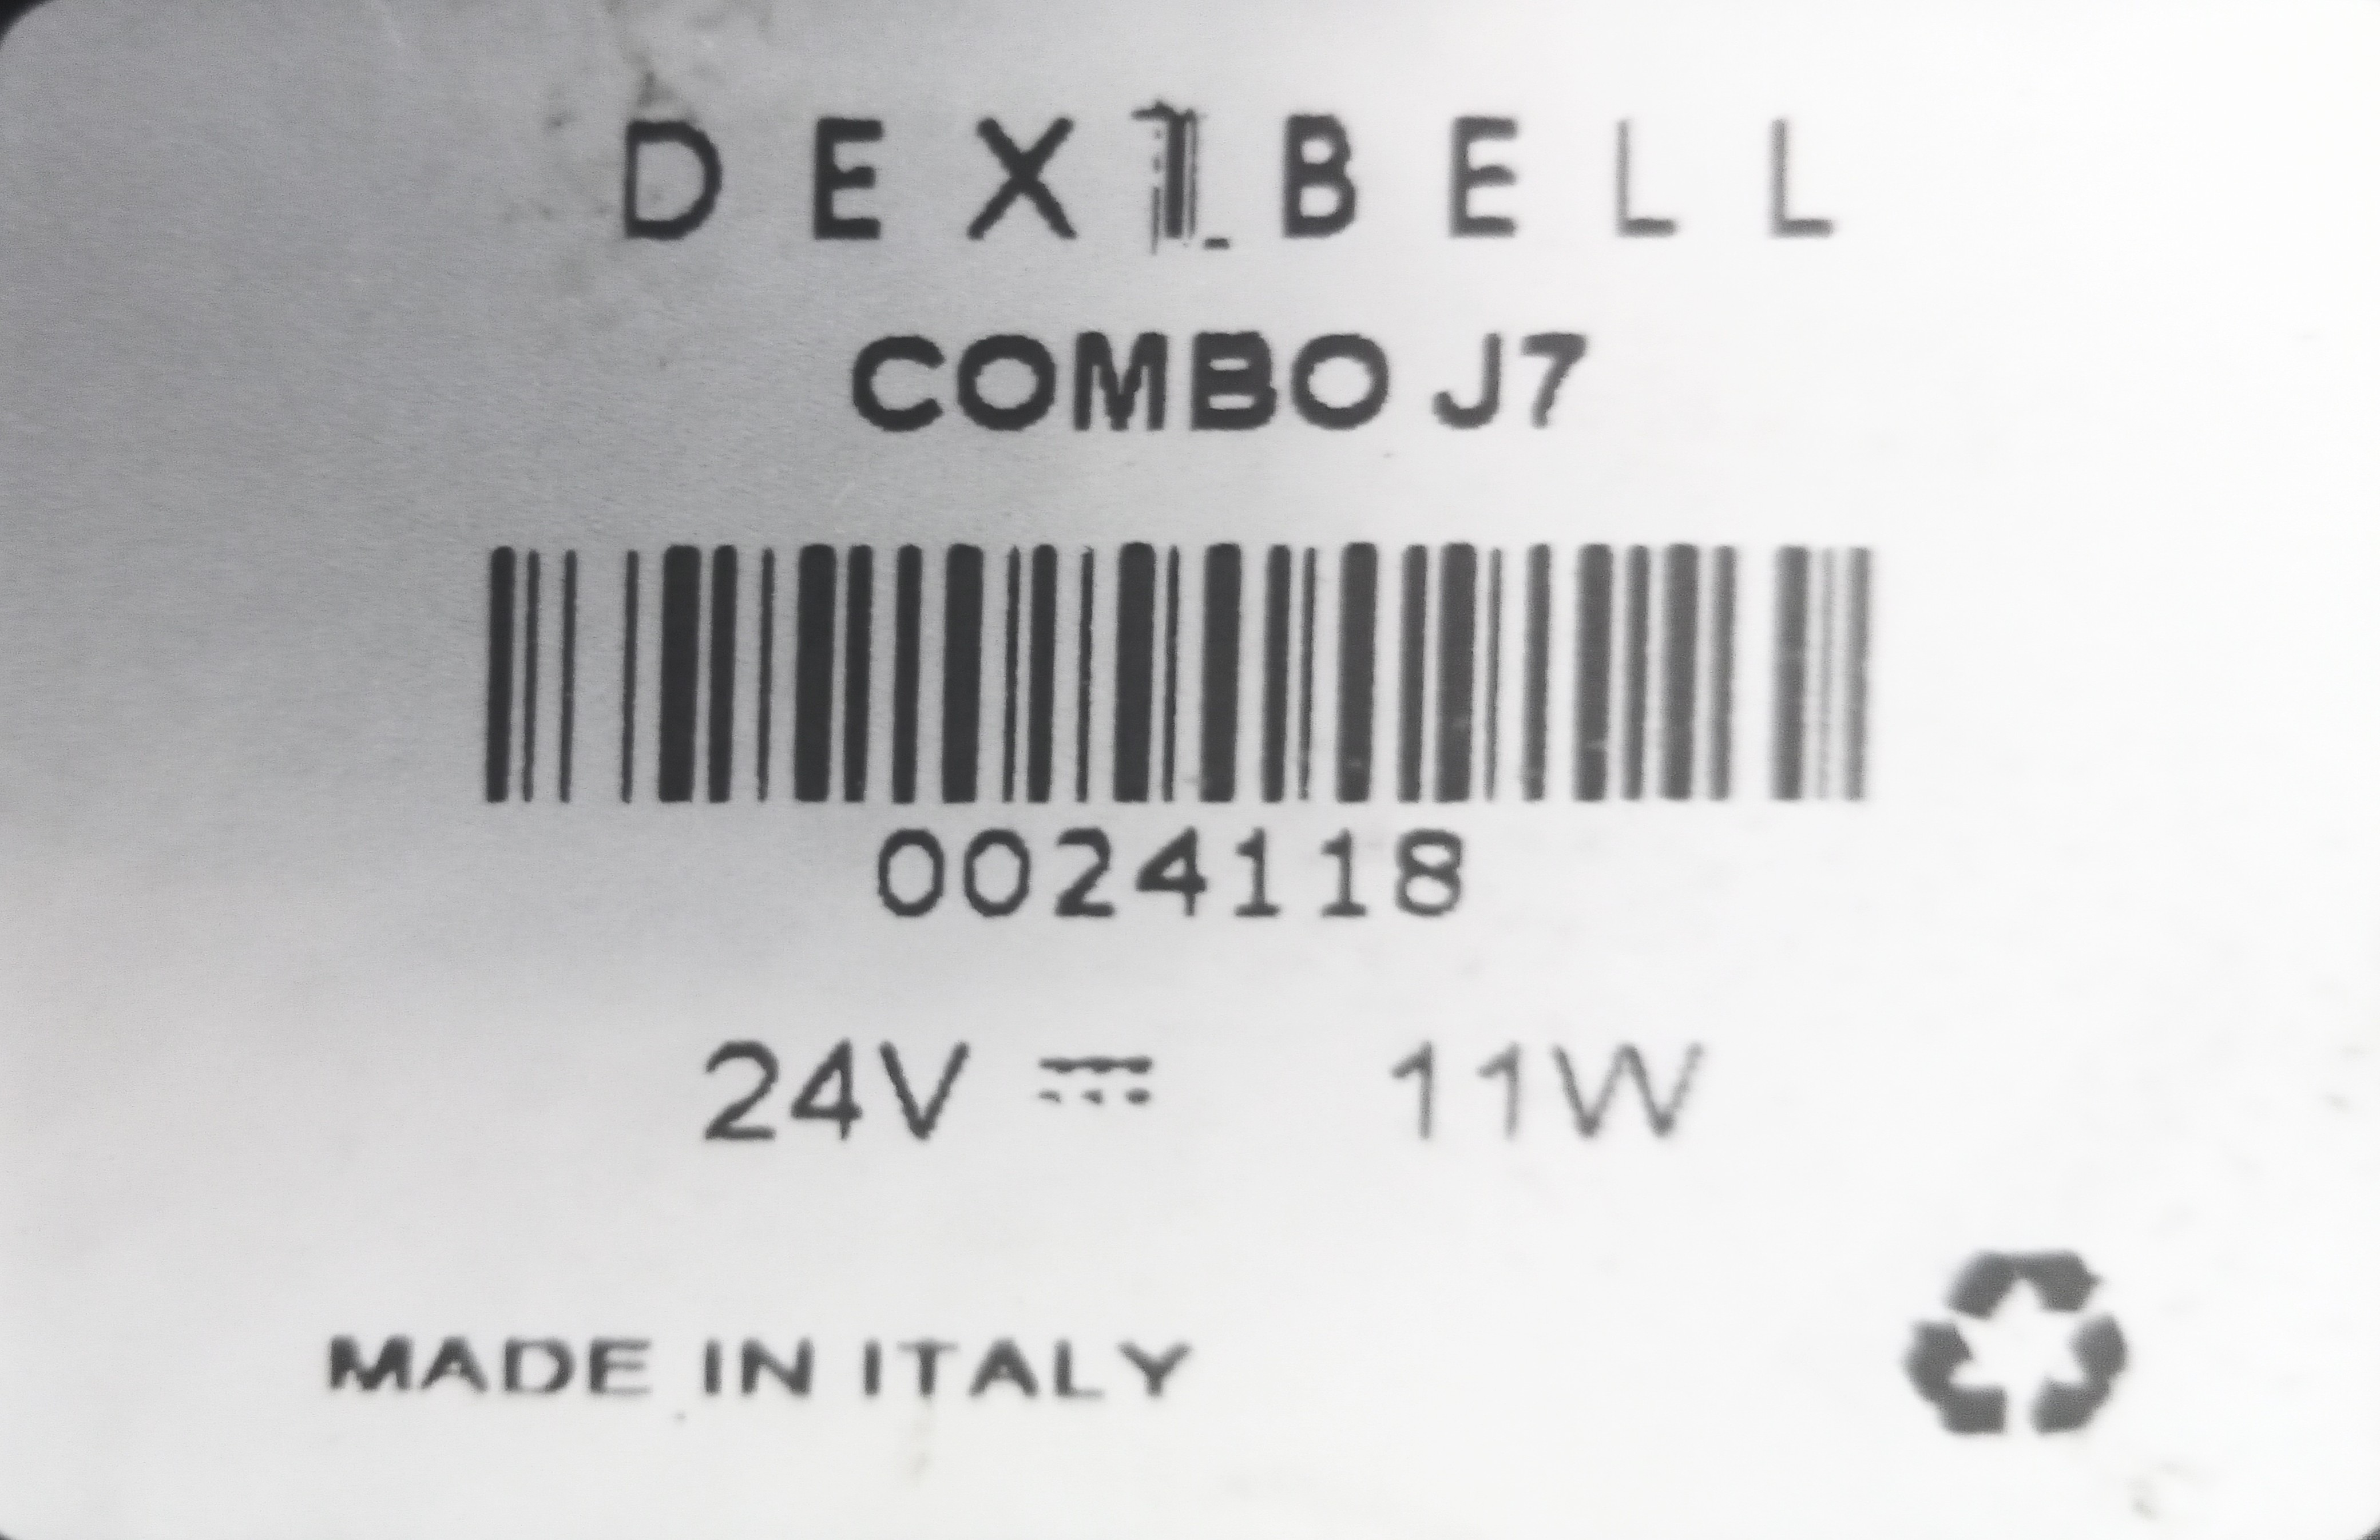 DEXIBELL
COMBO J7
0024118
24V ⎓ 11W
MADE IN ITALY